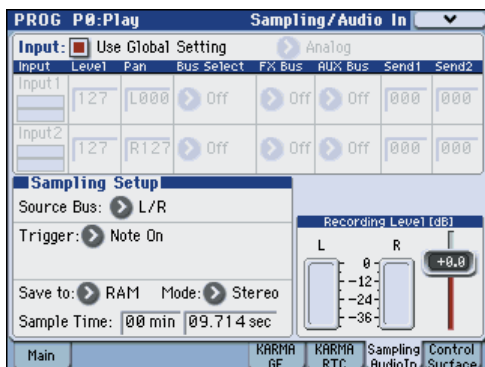 PROG P0:Play Sampling/Audio In
Input: Use Global Setting Analog
Input Level Pan Bus Select FX Bus AUX Bus Send1 Send2
Input1 127 L000 Off Off Off 000 000
Input2 127 R127 Off Off Off 000 000
Sampling Setup
Source Bus: L/R
Trigger: Note On
Save to: RAM Mode: Stereo
Sample Time: 00 min 09.714 sec
Recording Level [dB]
L R
0
+0.0
-12
-24
-36
Main KARMA GE KARMA RTC Sampling AudioIn Control Surface